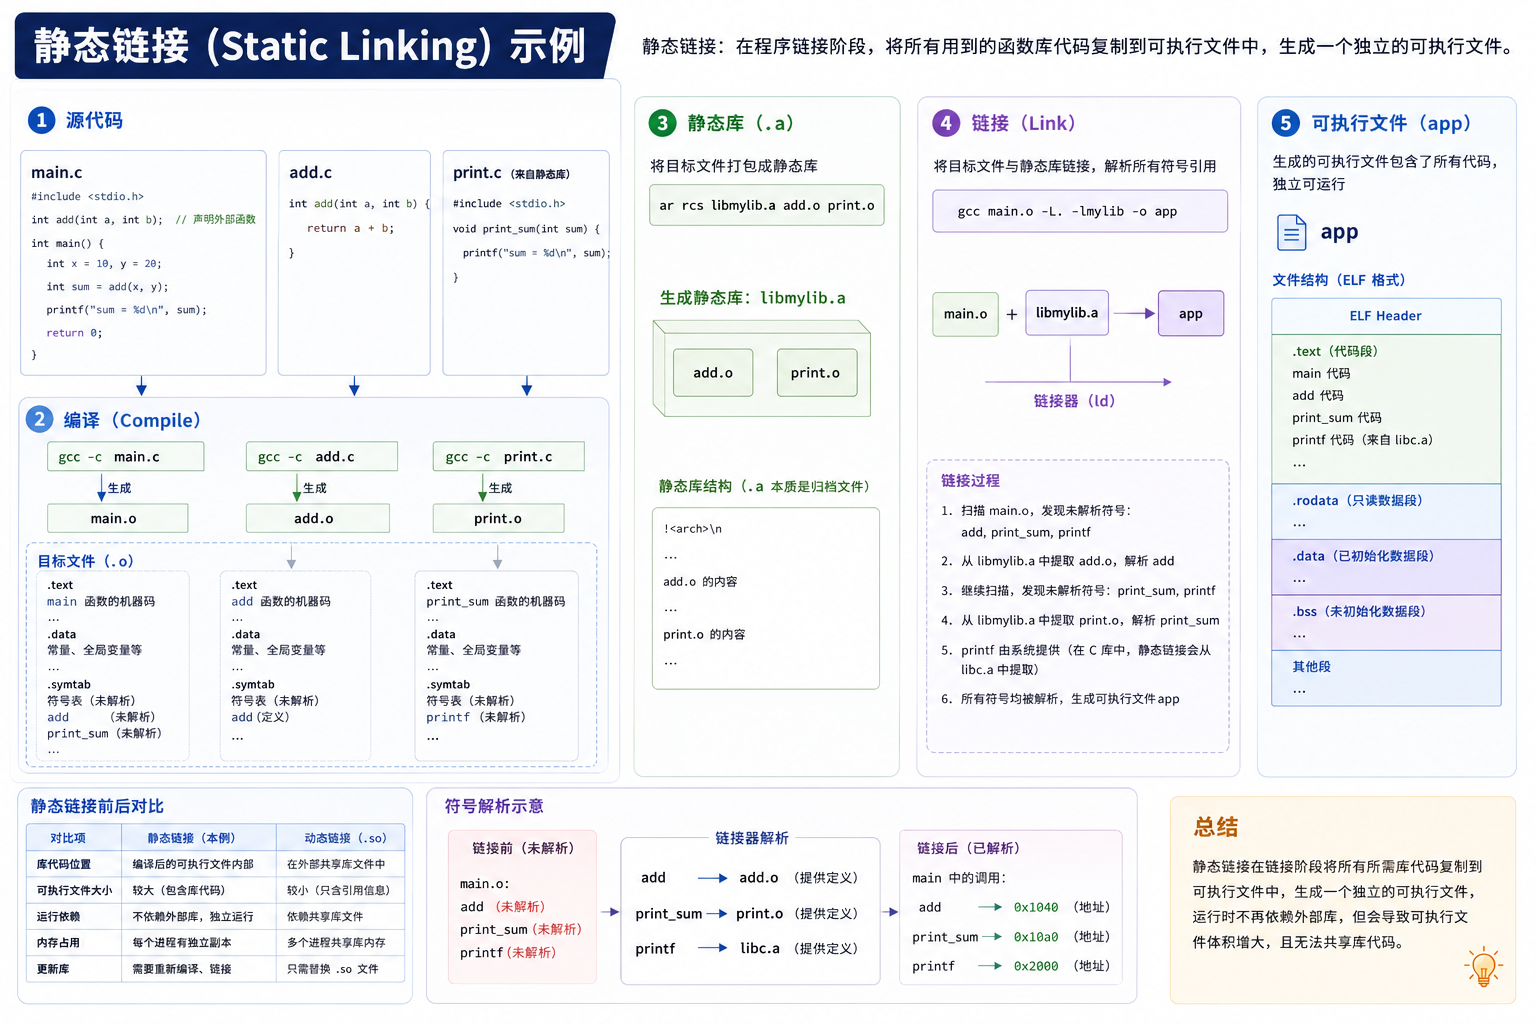 静态链接 (Static Linking) 示例
静态链接：在程序链接阶段，将所有用到的函数库代码复制到可执行文件中，生成一个独立的可执行文件。
1 源代码
main.c
#include <stdio.h>
int add(int a, int b);  // 声明外部函数
int main() {
int x = 10, y = 20;
int sum = add(x, y);
printf("sum = %d\n", sum);
return 0;
}
add.c
int add(int a, int b) {
return a + b;
}
print.c（来自静态库）
#include <stdio.h>
void print_sum(int sum) {
printf("sum = %d\n", sum);
}
2 编译（Compile）
gcc -c main.c
生成
main.o
gcc -c add.c
生成
add.o
gcc -c print.c
生成
print.o
目标文件（.o）
.text
main 函数的机器码
...
.data
常量、全局变量等
...
.symtab
符号表（未解析）
add （未解析）
print_sum（未解析）
...
.text
add 函数的机器码
...
.data
常量、全局变量等
...
.symtab
符号表（未解析）
add（定义）
...
.text
print_sum 函数的机器码
...
.data
常量、全局变量等
...
.symtab
符号表（未解析）
printf（未解析）
...
3 静态库（.a）
将目标文件打包成静态库
ar rcs libmylib.a add.o print.o
生成静态库：libmylib.a
add.o
print.o
静态库结构（.a 本质是归档文件）
!<arch>\n
...
add.o 的内容
...
print.o 的内容
...
4 链接（Link）
将目标文件与静态库链接，解析所有符号引用
gcc main.o -L. -lmylib -o app
main.o + libmylib.a app
链接器（ld）
链接过程
1. 扫描 main.o，发现未解析符号：
add, print_sum, printf
2. 从 libmylib.a 中提取 add.o，解析 add
3. 继续扫描，发现未解析符号：print_sum, printf
4. 从 libmylib.a 中提取 print.o，解析 print_sum
5. printf 由系统提供（在 C 库中，静态链接会从
libc.a 中提取）
6. 所有符号均被解析，生成可执行文件app
5 可执行文件（app）
生成的可执行文件包含了所有代码，
独立可运行
app
文件结构（ELF 格式）
ELF Header
.text（代码段）
main 代码
add 代码
print_sum 代码
printf 代码（来自 libc.a）
...
.rodata（只读数据段）
...
.data（已初始化数据段）
...
.bss（未初始化数据段）
...
其他段
...
静态链接前后对比
对比项 静态链接（本例） 动态链接（.so）
库代码位置 编译后的可执行文件内部 在外部共享库文件中
可执行文件大小 较大（包含库代码） 较小（只含引用信息）
运行依赖 不依赖外部库，独立运行 依赖共享库文件
内存占用 每个进程有独立副本 多个进程共享库内存
更新库 需要重新编译、链接 只需替换 .so 文件
符号解析示意
链接前（未解析）
main.o:
add（未解析）
print_sum（未解析）
printf（未解析）
链接器解析
add add.o （提供定义）
print_sum print.o （提供定义）
printf libc.a （提供定义）
链接后（已解析）
main 中的调用：
add 0x1040 （地址）
print_sum 0x10a0 （地址）
printf 0x2000 （地址）
总结
静态链接在链接阶段将所有所需库代码复制到
可执行文件中，生成一个独立的可执行文件，
运行时不再依赖外部库，但会导致可执行文
件体积增大，且无法共享库代码。